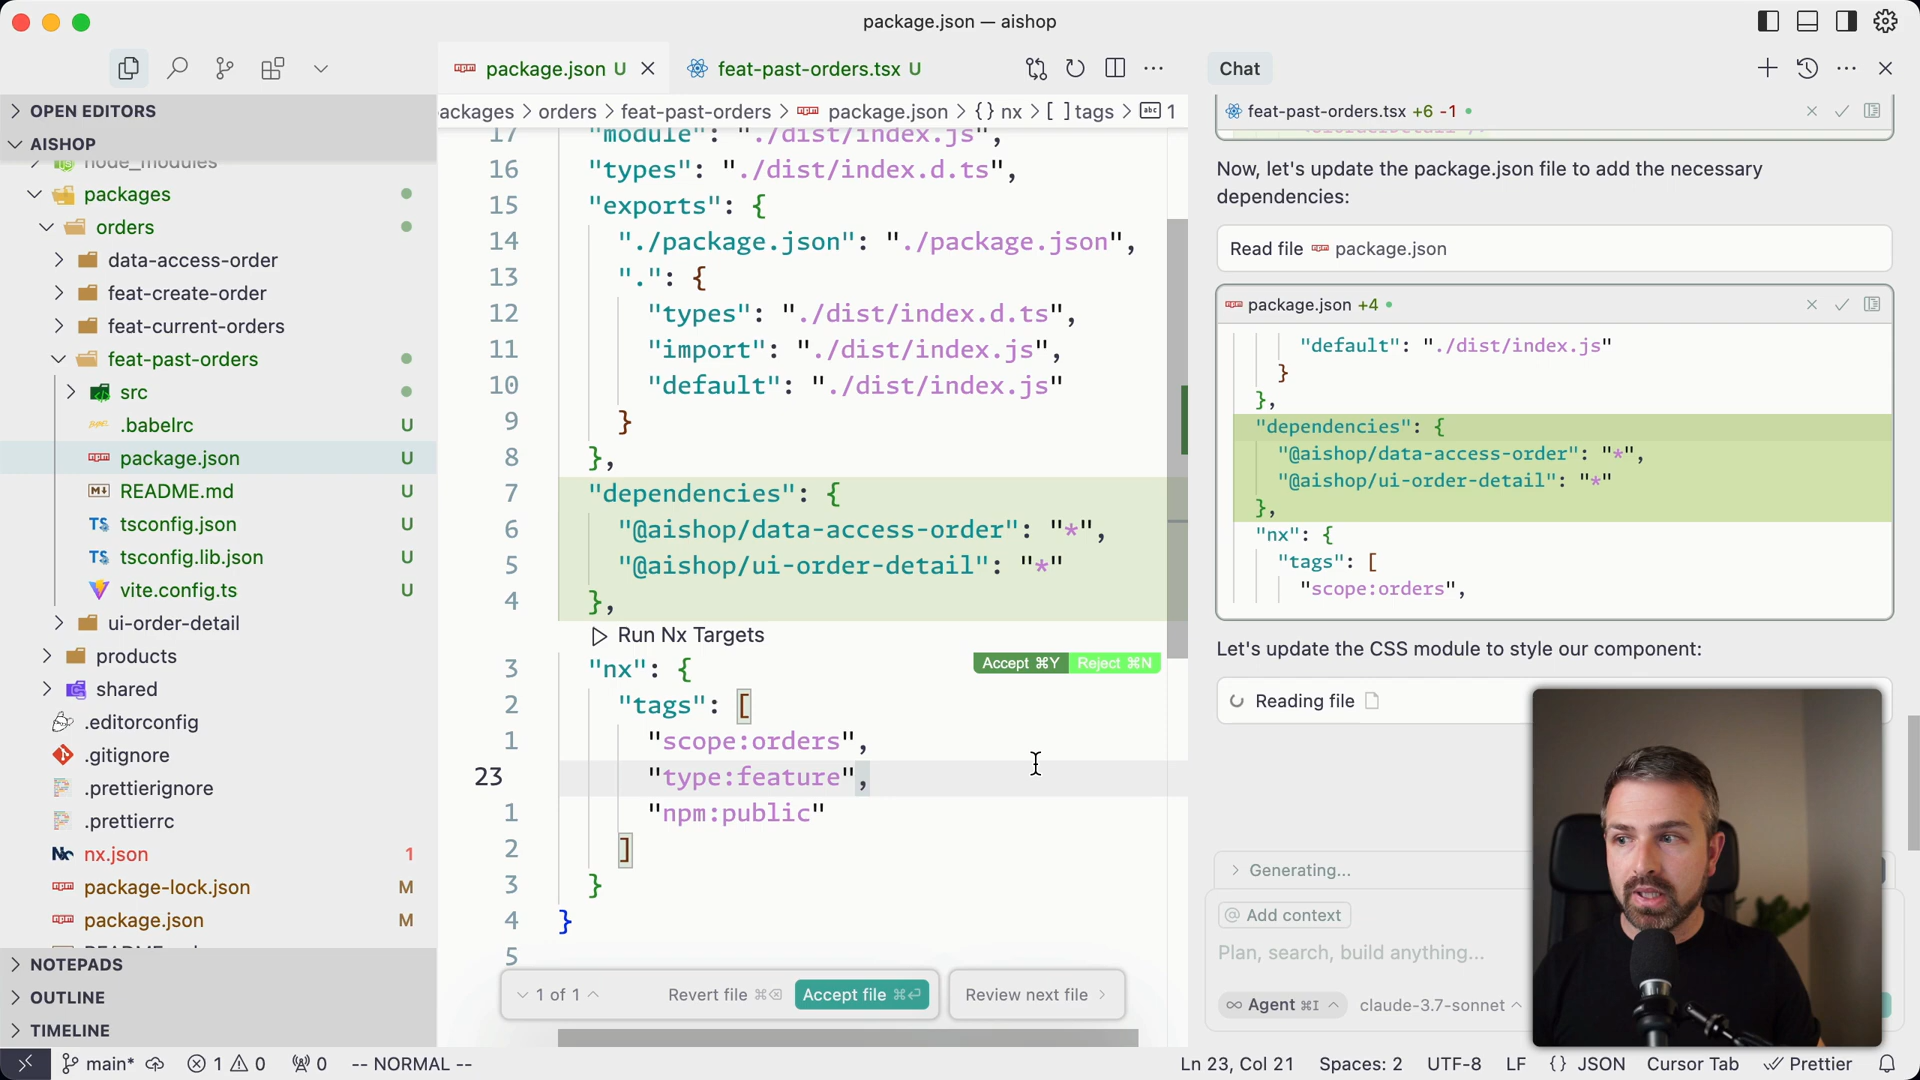 package.json — aishop
package.json U
feat-past-orders.tsx U
Chat
OPEN EDITORS
AISHOP
node_modules
packages
orders
data-access-order
feat-create-order
feat-current-orders
feat-past-orders
src
.babelrc U
package.json U
README.md U
tsconfig.json U
tsconfig.lib.json U
vite.config.ts U
ui-order-detail
products
shared
.editorconfig
.gitignore
.prettierignore
.prettierrc
nx.json 1
package-lock.json M
package.json M
NOTEPADS
OUTLINE
TIMELINE
ackages > orders > feat-past-orders > package.json > {} nx > [ ] tags > abc 1
17 "module": "./dist/index.js",
16 "types": "./dist/index.d.ts",
15 "exports": {
14 "./package.json": "./package.json",
13 ".": {
12 "types": "./dist/index.d.ts",
11 "import": "./dist/index.js",
10 "default": "./dist/index.js"
9 }
8 },
7 "dependencies": {
6 "@aishop/data-access-order": "*",
5 "@aishop/ui-order-detail": "*"
4 },
Run Nx Targets
3 "nx": {
Accept ⌘Y Reject ⌘N
2 "tags": [
1 "scope:orders",
23 "type:feature",
1 "npm:public"
2 ]
3 }
4 }
5
1 of 1 Revert file ⌘⌫ Accept file ⌘⏎ Review next file
feat-past-orders.tsx +6 -1
Now, let's update the package.json file to add the necessary
dependencies:
Read file package.json
package.json +4
"default": "./dist/index.js"
}
},
"dependencies": {
"@aishop/data-access-order": "*",
"@aishop/ui-order-detail": "*"
},
"nx": {
"tags": [
"scope:orders",
Let's update the CSS module to style our component:
Reading file
Generating...
@ Add context
Plan, search, build anything...
∞ Agent ⌘I claude-3.7-sonnet
main* 1 0 0 -- NORMAL -- Ln 23, Col 21 Spaces: 2 UTF-8 LF {} JSON Cursor Tab Prettier